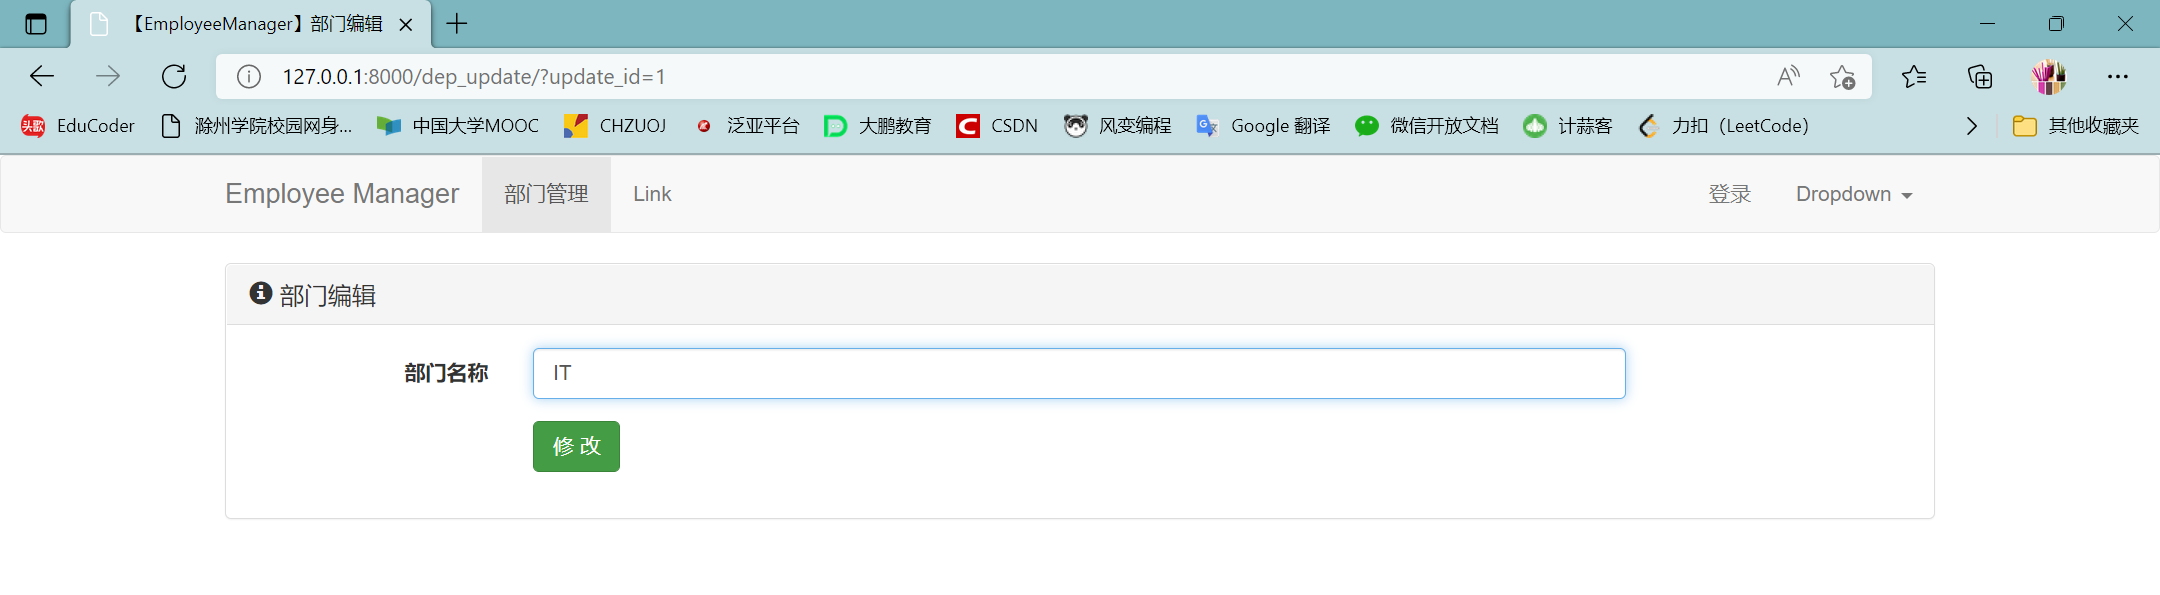 【EmployeeManager】部门编辑
127.0.0.1:8000/dep_update/?update_id=1
EduCoder 滁州学院校园网身... 中国大学MOOC CHZUOJ 泛亚平台 大鹏教育 CSDN 风变编程 Google 翻译 微信开放文档 计蒜客 力扣（LeetCode） 其他收藏夹
Employee Manager 部门管理 Link 登录 Dropdown
部门编辑
部门名称 IT
修 改